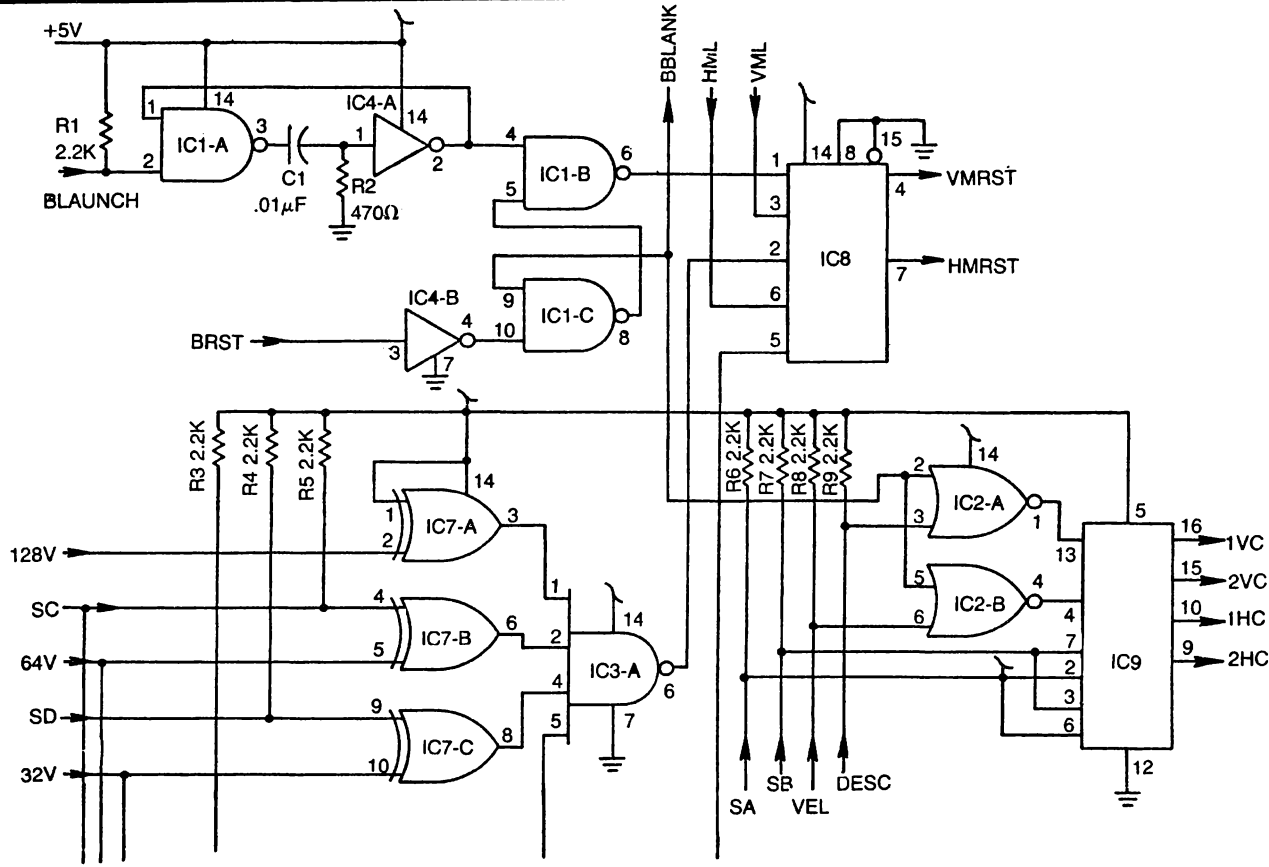 +5V
BBLANK
HML
VML
1
14
IC4-A
14
15
R1
2.2K
IC1-A
3
1
2
4
6
14
8
2
C1
R2
IC1-B
1
4
VMRST
BLAUNCH
.01μF
470Ω
5
3
IC8
2
7
HMRST
IC4-B
9
6
4
IC1-C
BRST
3
10
8
5
7
R3 2.2K
R4 2.2K
R5 2.2K
R6 2.2K
R7 2.2K
R8 2.2K
R9 2.2K
14
14
2
1
IC7-A
3
IC2-A
5
2
3
1
16
128V
13
1VC
1
5
4
15
2VC
SC
4
14
IC2-B
6
2
6
4
10
1HC
IC7-B
7
64V
5
IC3-A
2
IC9
9
2HC
4
6
3
SD
9
7
5
8
6
IC7-C
32V
10
12
SA
SB
VEL
DESC